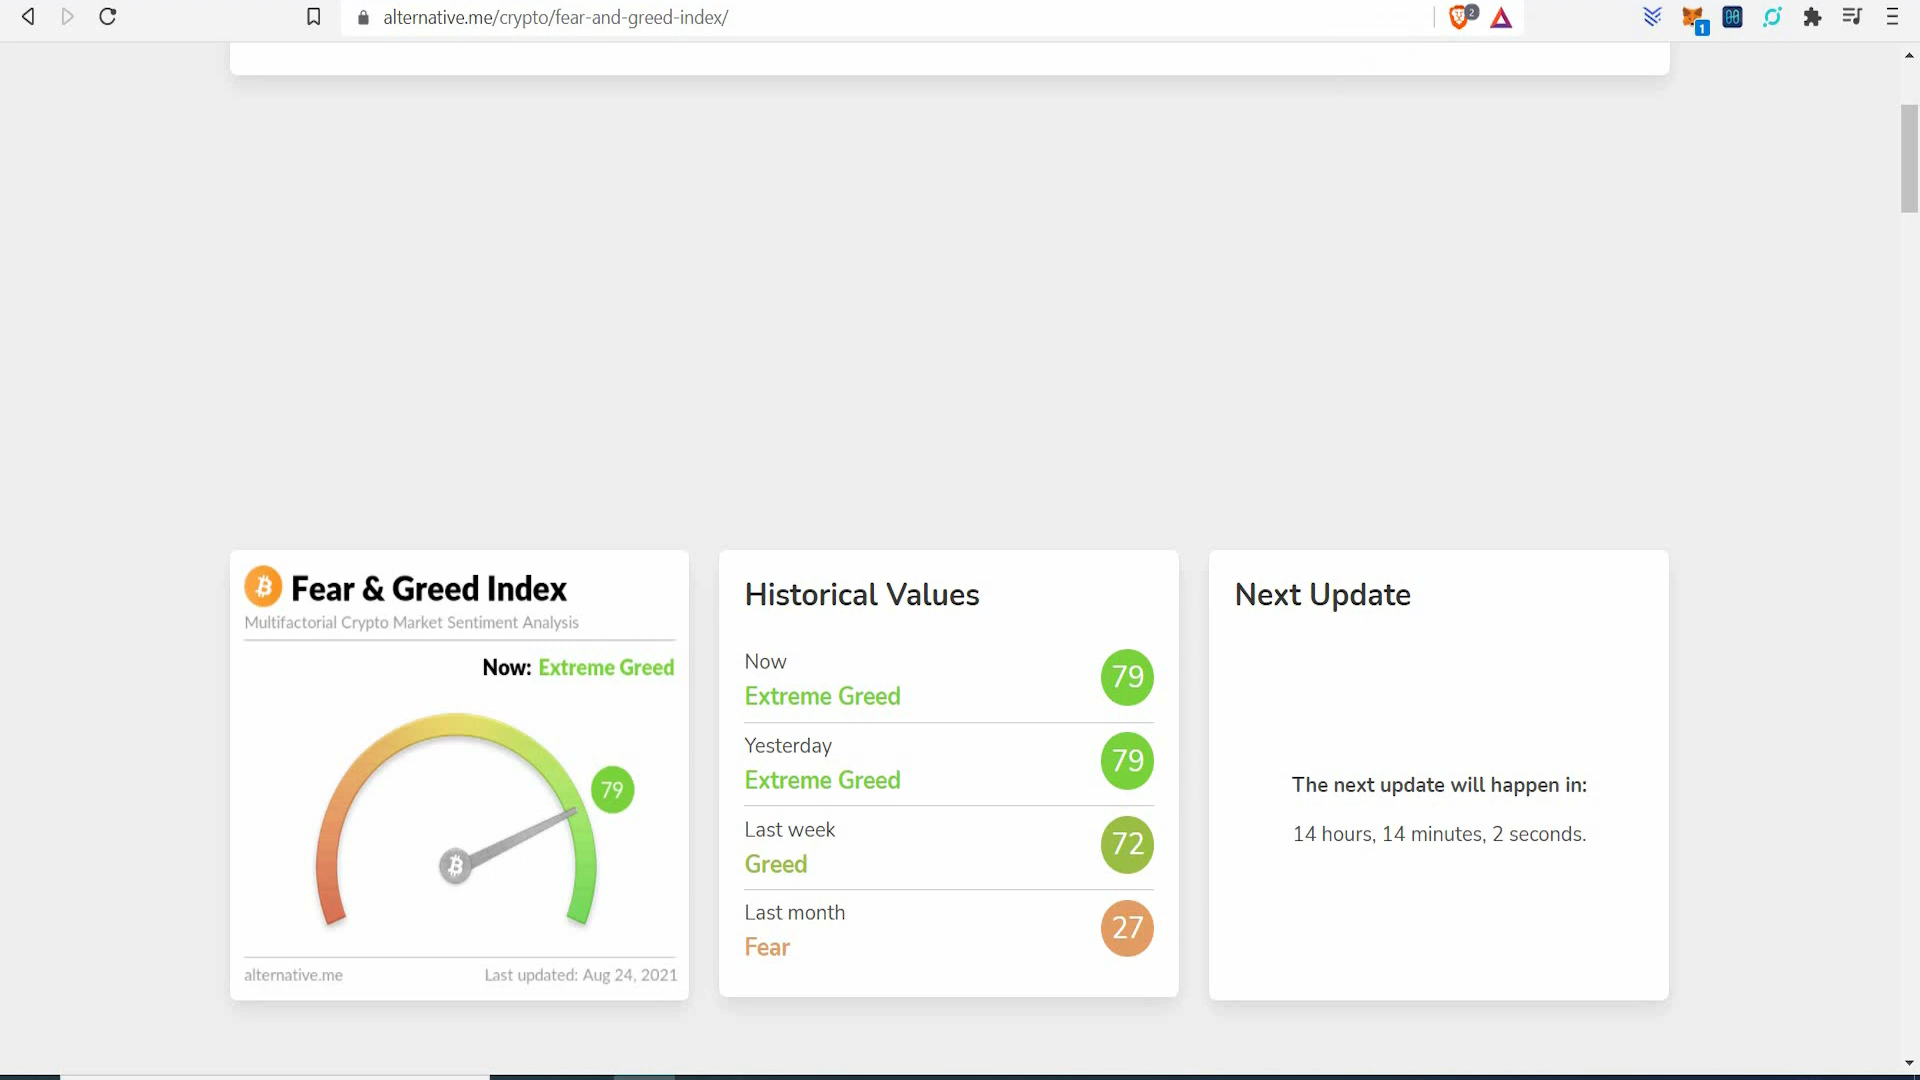 alternative.me/crypto/fear-and-greed-index/
2
1
Fear & Greed Index
Multifactorial Crypto Market Sentiment Analysis
Now: Extreme Greed
79
alternative.me
Last updated: Aug 24, 2021
Historical Values
Now
Extreme Greed
79
Yesterday
Extreme Greed
79
Last week
Greed
72
Last month
Fear
27
Next Update
The next update will happen in:
14 hours, 14 minutes, 2 seconds.